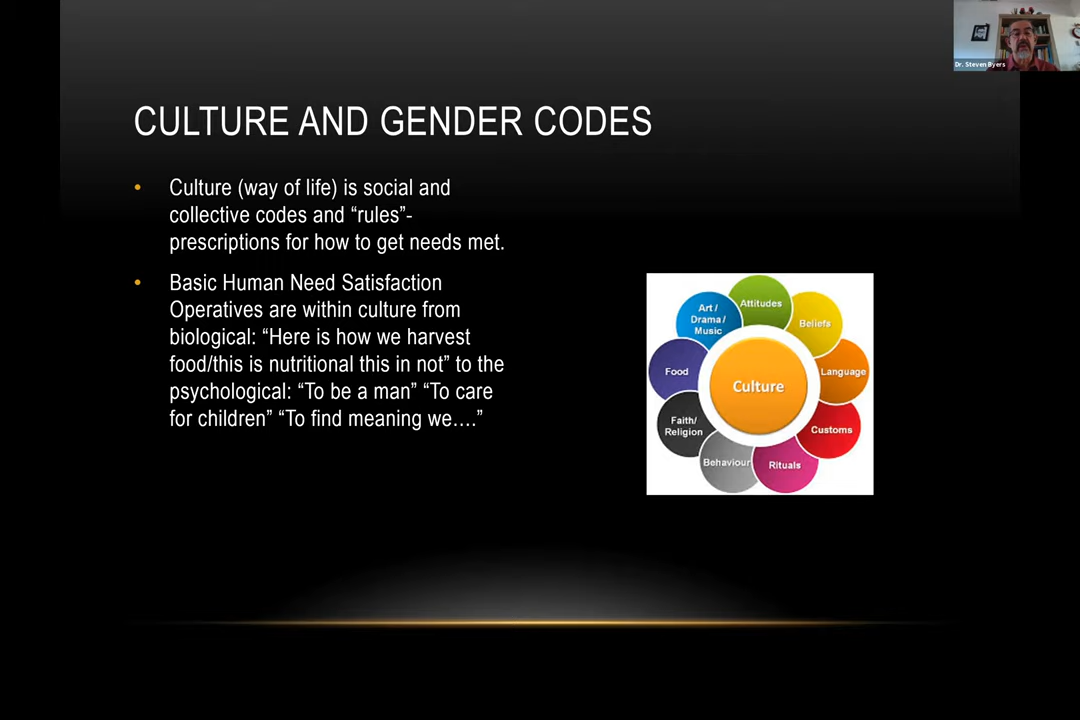 Dr. Steven Byers
CULTURE AND GENDER CODES
• Culture (way of life) is social and
collective codes and “rules”-
prescriptions for how to get needs met.
• Basic Human Need Satisfaction
Operatives are within culture from
biological: “Here is how we harvest
food/this is nutritional this in not” to the
psychological: “To be a man” “To care
for children” “To find meaning we….”
Culture
Attitudes
Beliefs
Language
Customs
Rituals
Behaviour
Faith/
Religion
Food
Art /
Drama /
Music